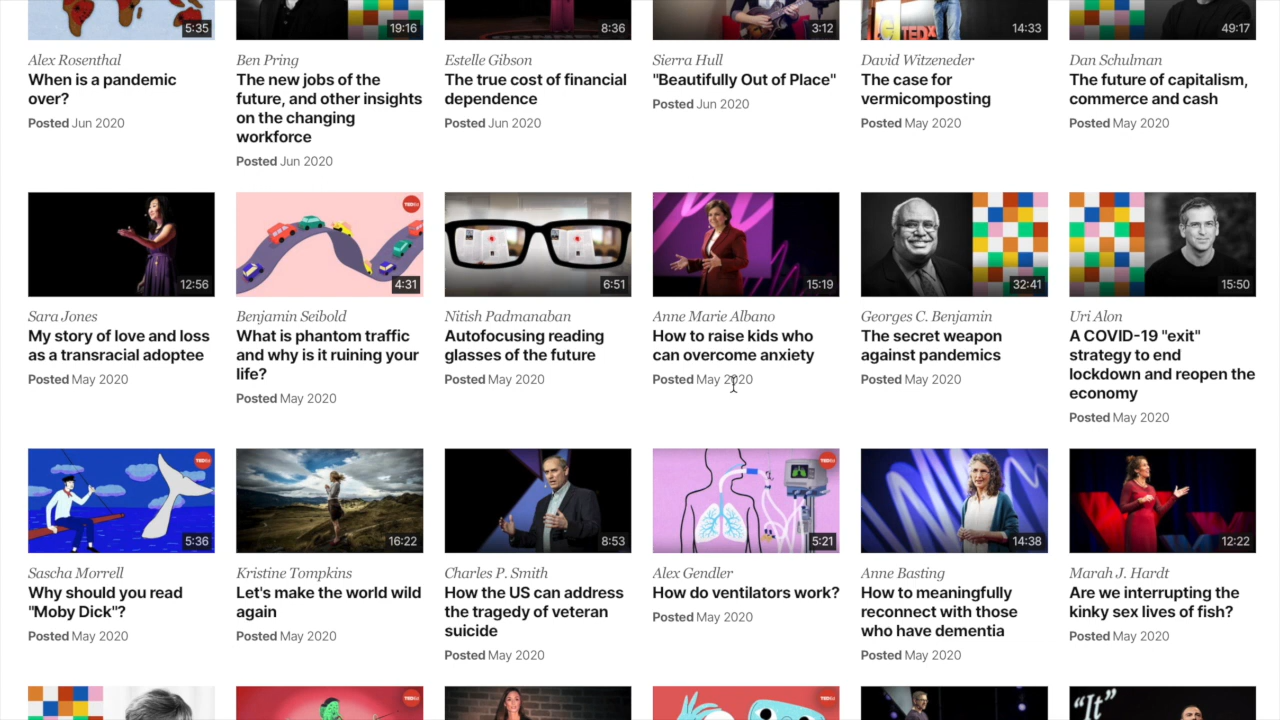 5:35
19:16
8:36
3:12
TEDx
14:33
49:17
Alex Rosenthal
When is a pandemic
over?
Posted Jun 2020
Ben Pring
The new jobs of the
future, and other insights
on the changing
workforce
Posted Jun 2020
Estelle Gibson
The true cost of financial
dependence
Posted Jun 2020
Sierra Hull
"Beautifully Out of Place"
Posted Jun 2020
David Witzeneder
The case for
vermicomposting
Posted May 2020
Dan Schulman
The future of capitalism,
commerce and cash
Posted May 2020
12:56
TEDEd
4:31
6:51
15:19
32:41
15:50
Sara Jones
My story of love and loss
as a transracial adoptee
Posted May 2020
Benjamin Seibold
What is phantom traffic
and why is it ruining your
life?
Posted May 2020
Nitish Padmanaban
Autofocusing reading
glasses of the future
Posted May 2020
Anne Marie Albano
How to raise kids who
can overcome anxiety
Posted May 2020
Georges C. Benjamin
The secret weapon
against pandemics
Posted May 2020
Uri Alon
A COVID-19 "exit"
strategy to end
lockdown and reopen the
economy
Posted May 2020
TEDEd
5:36
16:22
8:53
TEDEd
5:21
14:38
12:22
Sascha Morrell
Why should you read
"Moby Dick"?
Posted May 2020
Kristine Tompkins
Let's make the world wild
again
Posted May 2020
Charles P. Smith
How the US can address
the tragedy of veteran
suicide
Posted May 2020
Alex Gendler
How do ventilators work?
Posted May 2020
Anne Basting
How to meaningfully
reconnect with those
who have dementia
Posted May 2020
Marah J. Hardt
Are we interrupting the
kinky sex lives of fish?
Posted May 2020
TEDEd
TEDEd
"It"